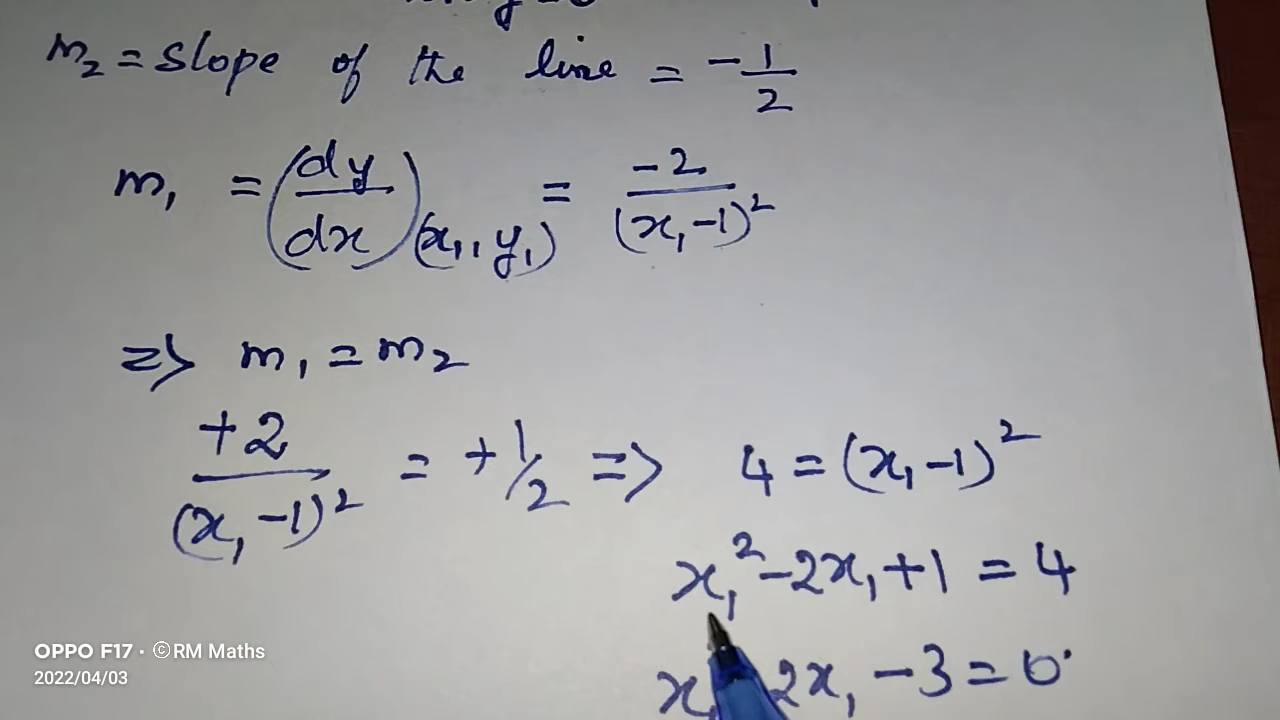 m₂ = slope of the line = -1/2
m₁ = (dy/dx)(x₁, y₁) = -2/(x₁-1)²
=> m₁ = m₂
+2/(x₁-1)² = +1/2 => 4 = (x₁-1)²
x₁² - 2x₁ + 1 = 4
x₁ 2x₁ - 3 = 0
OPPO F17 · ©RM Maths
2022/04/03